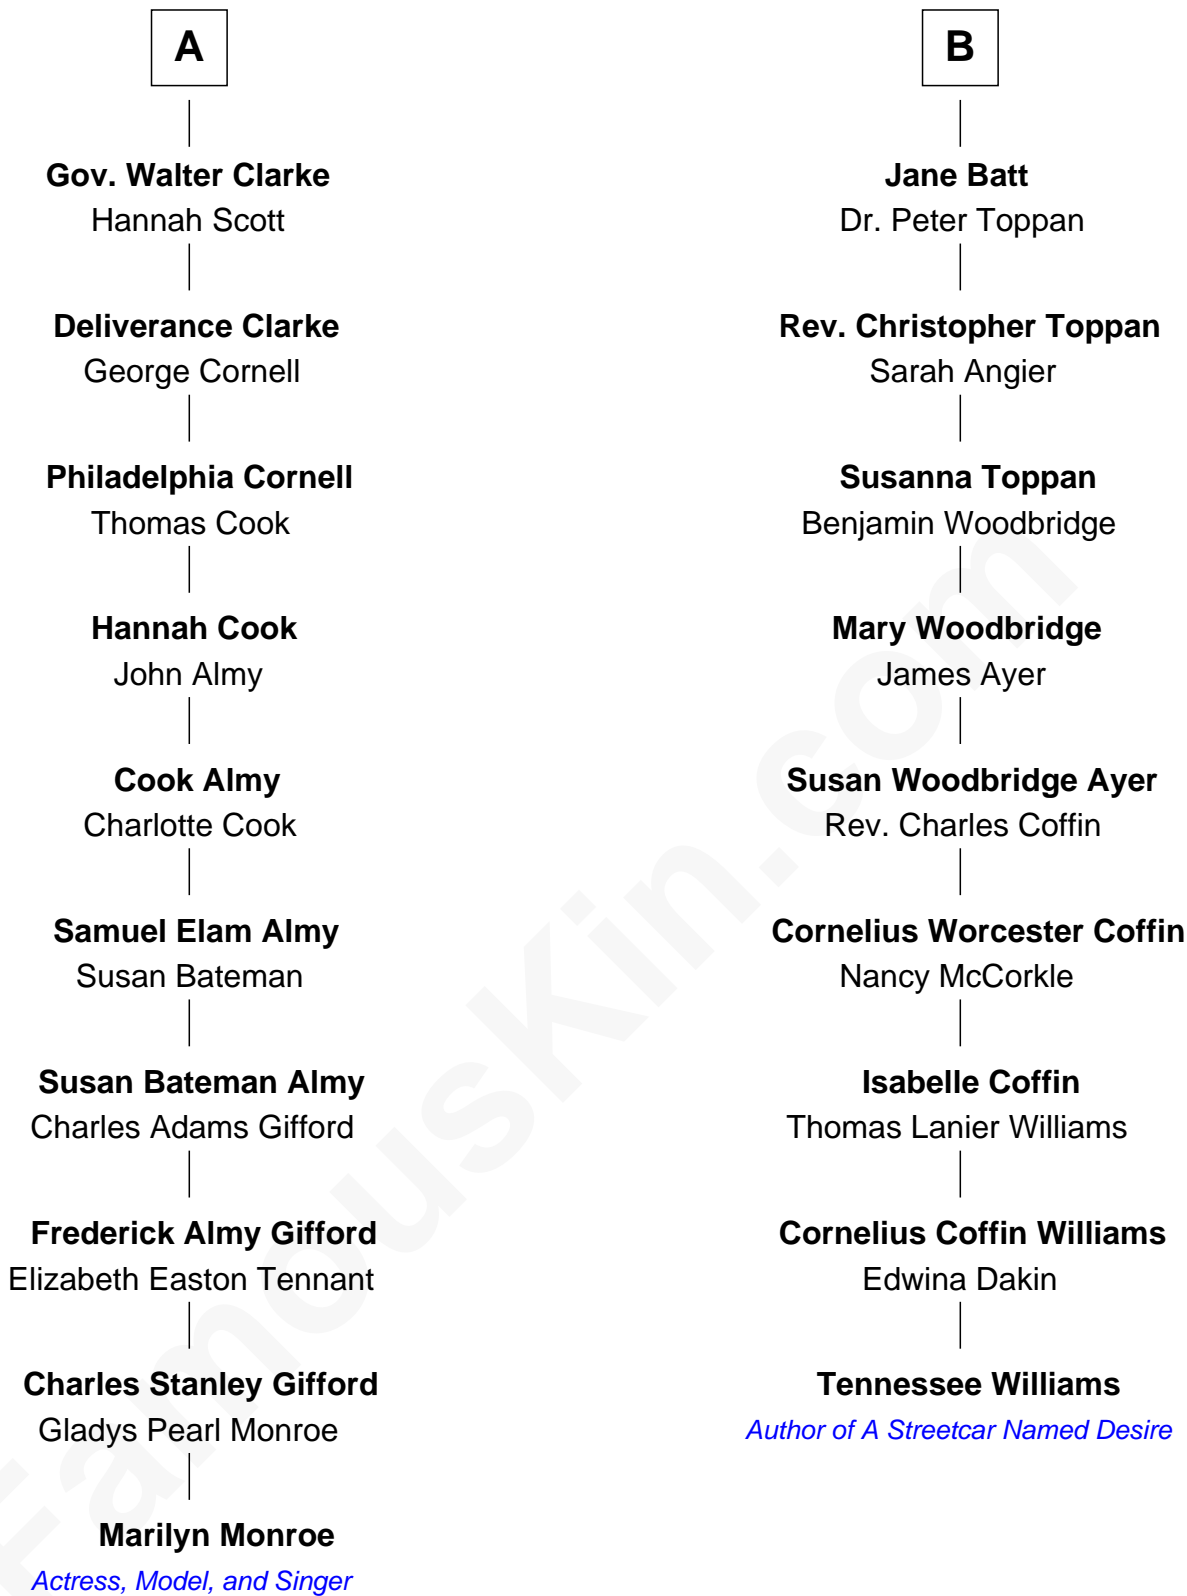 A
Gov. Walter Clarke
Hannah Scott
Deliverance Clarke
George Cornell
Philadelphia Cornell
Thomas Cook
Hannah Cook
John Almy
Cook Almy
Charlotte Cook
Samuel Elam Almy
Susan Bateman
Susan Bateman Almy
Charles Adams Gifford
Frederick Almy Gifford
Elizabeth Easton Tennant
Charles Stanley Gifford
Gladys Pearl Monroe
Marilyn Monroe
Actress, Model, and Singer
B
Jane Batt
Dr. Peter Toppan
Rev. Christopher Toppan
Sarah Angier
Susanna Toppan
Benjamin Woodbridge
Mary Woodbridge
James Ayer
Susan Woodbridge Ayer
Rev. Charles Coffin
Cornelius Worcester Coffin
Nancy McCorkle
Isabelle Coffin
Thomas Lanier Williams
Cornelius Coffin Williams
Edwina Dakin
Tennessee Williams
Author of A Streetcar Named Desire
FamousKin.com